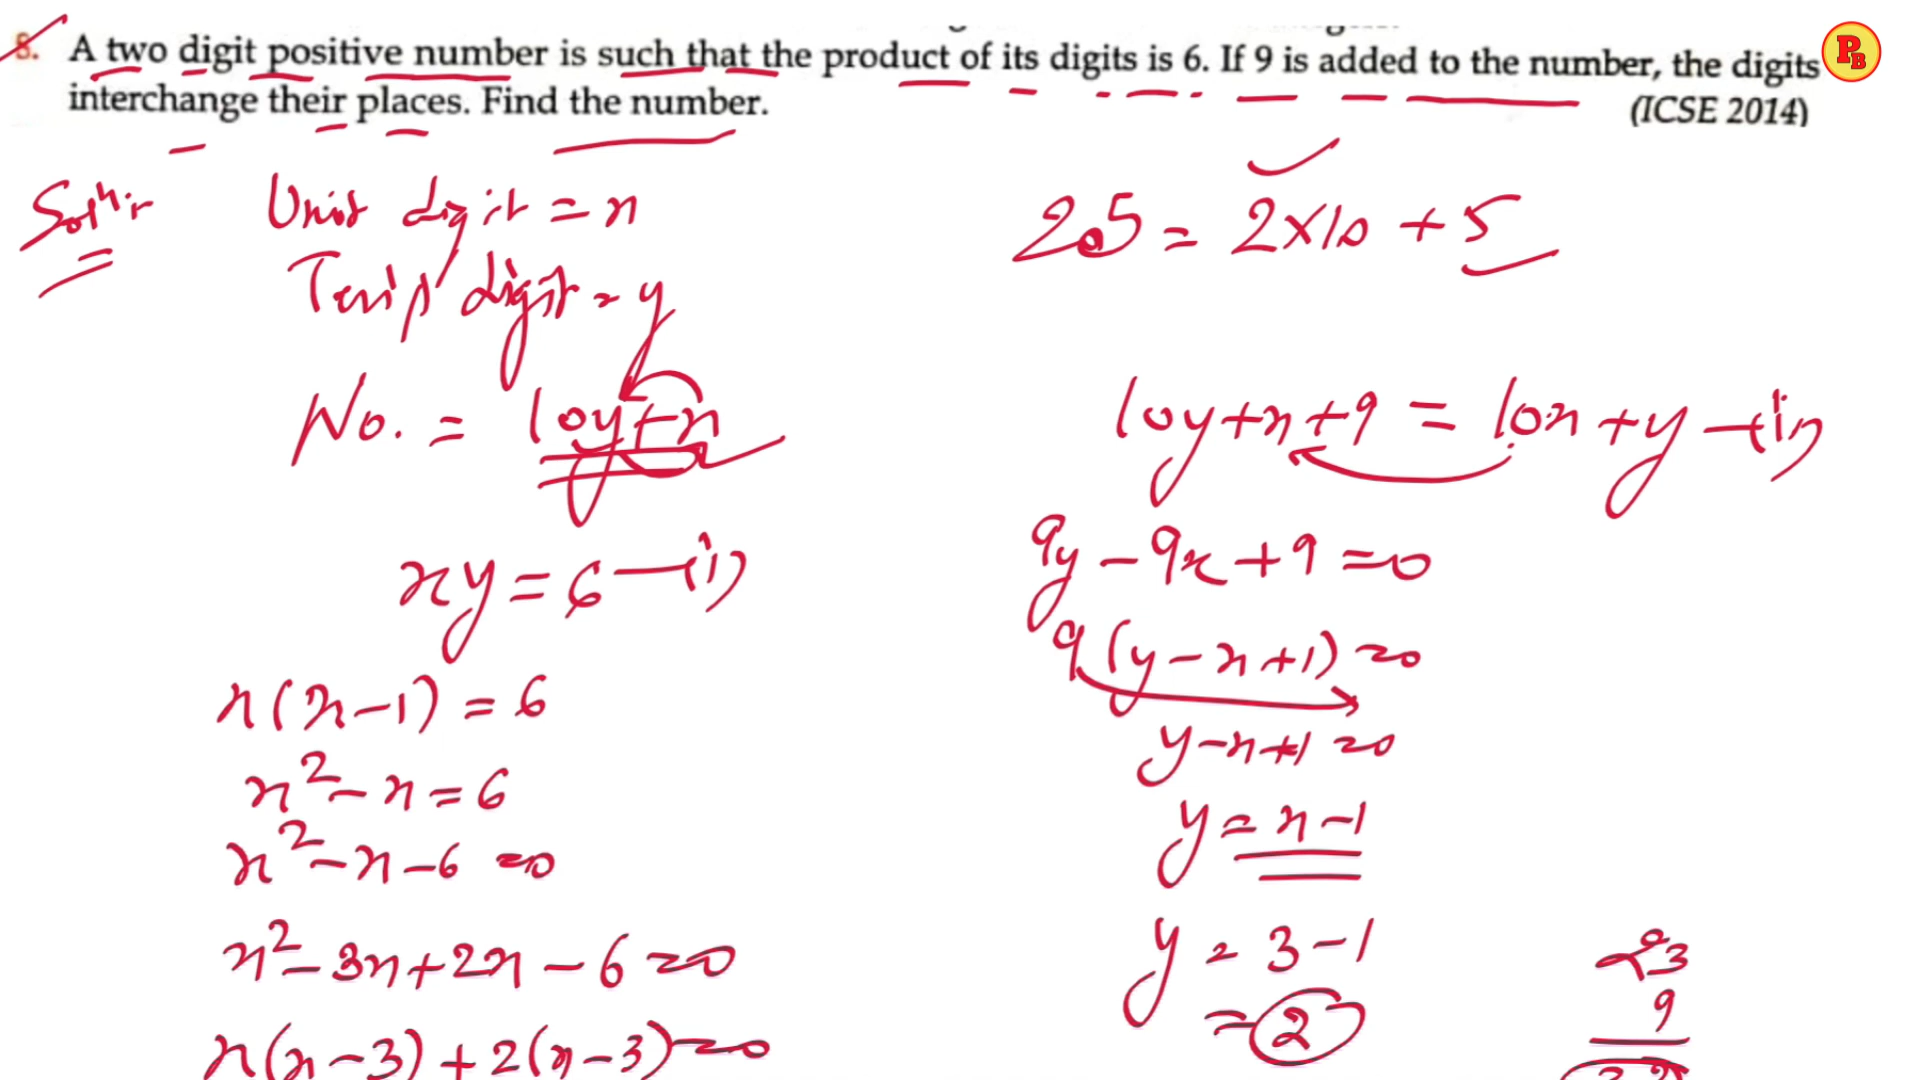 8. A two digit positive number is such that the product of its digits is 6. If 9 is added to the number, the digits
interchange their places. Find the number.
(ICSE 2014)
PB
Unit digit = x
digit = y
No. = 10y+x
xy = 6 —(i)
x(x-1) = 6
x²-x=6
x²-x-6=0
x²-3x+2x-6=0
x(x-3)+2(x-3)=0
25 = 2×10+5
10y+x+9 = 10x+y —(ii)
9y-9x+9=0
9(y-x+1)=0
y-x+1=0
y=x-1
y=3-1
=2
23
9